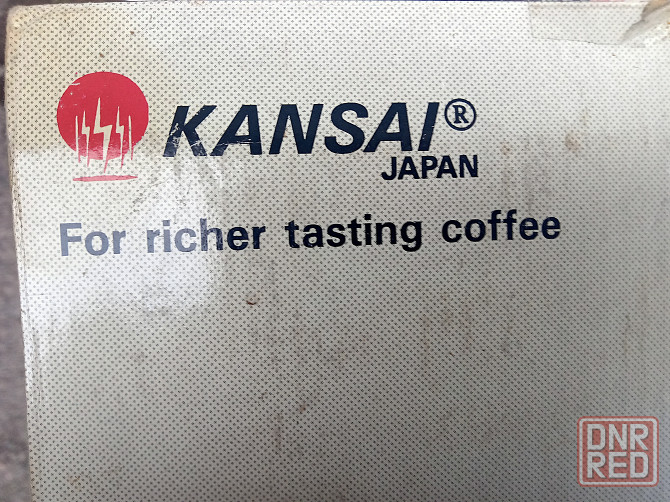 KANSAI®
JAPAN
For richer tasting coffee
DNR
RED